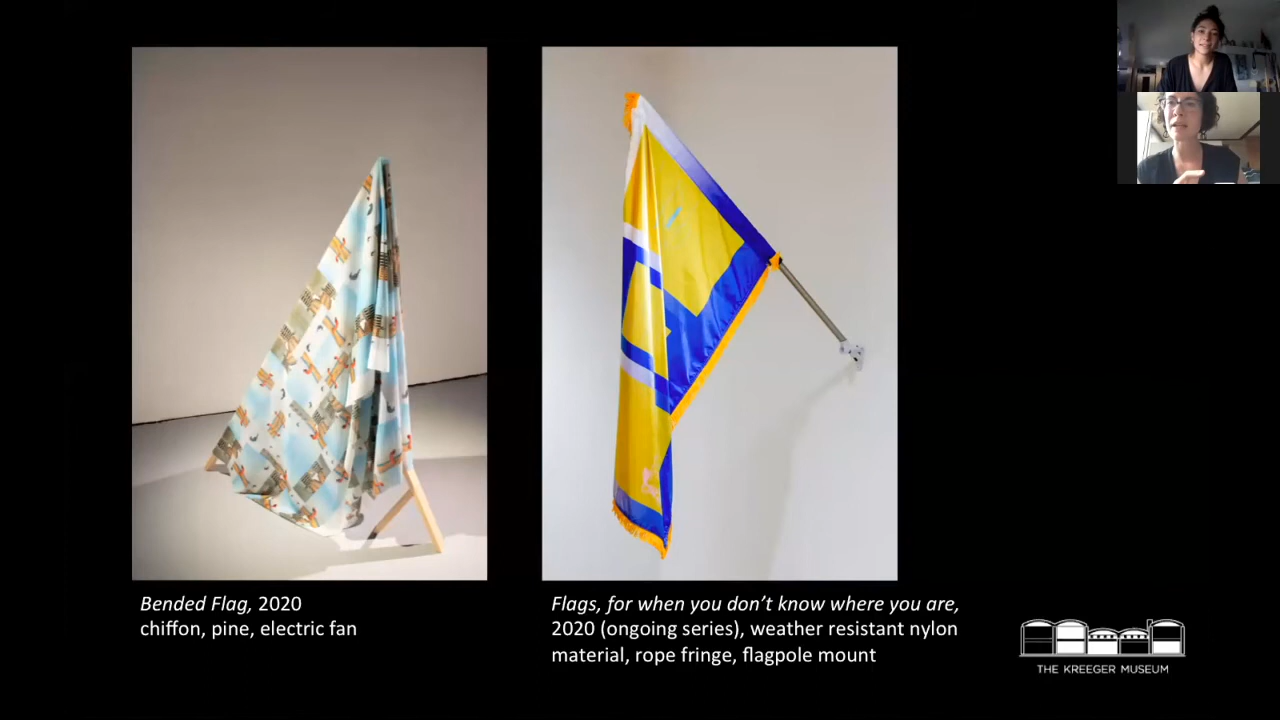 Bended Flag, 2020
chiffon, pine, electric fan
Flags, for when you don’t know where you are,
2020 (ongoing series), weather resistant nylon
material, rope fringe, flagpole mount
THE KREEGER MUSEUM